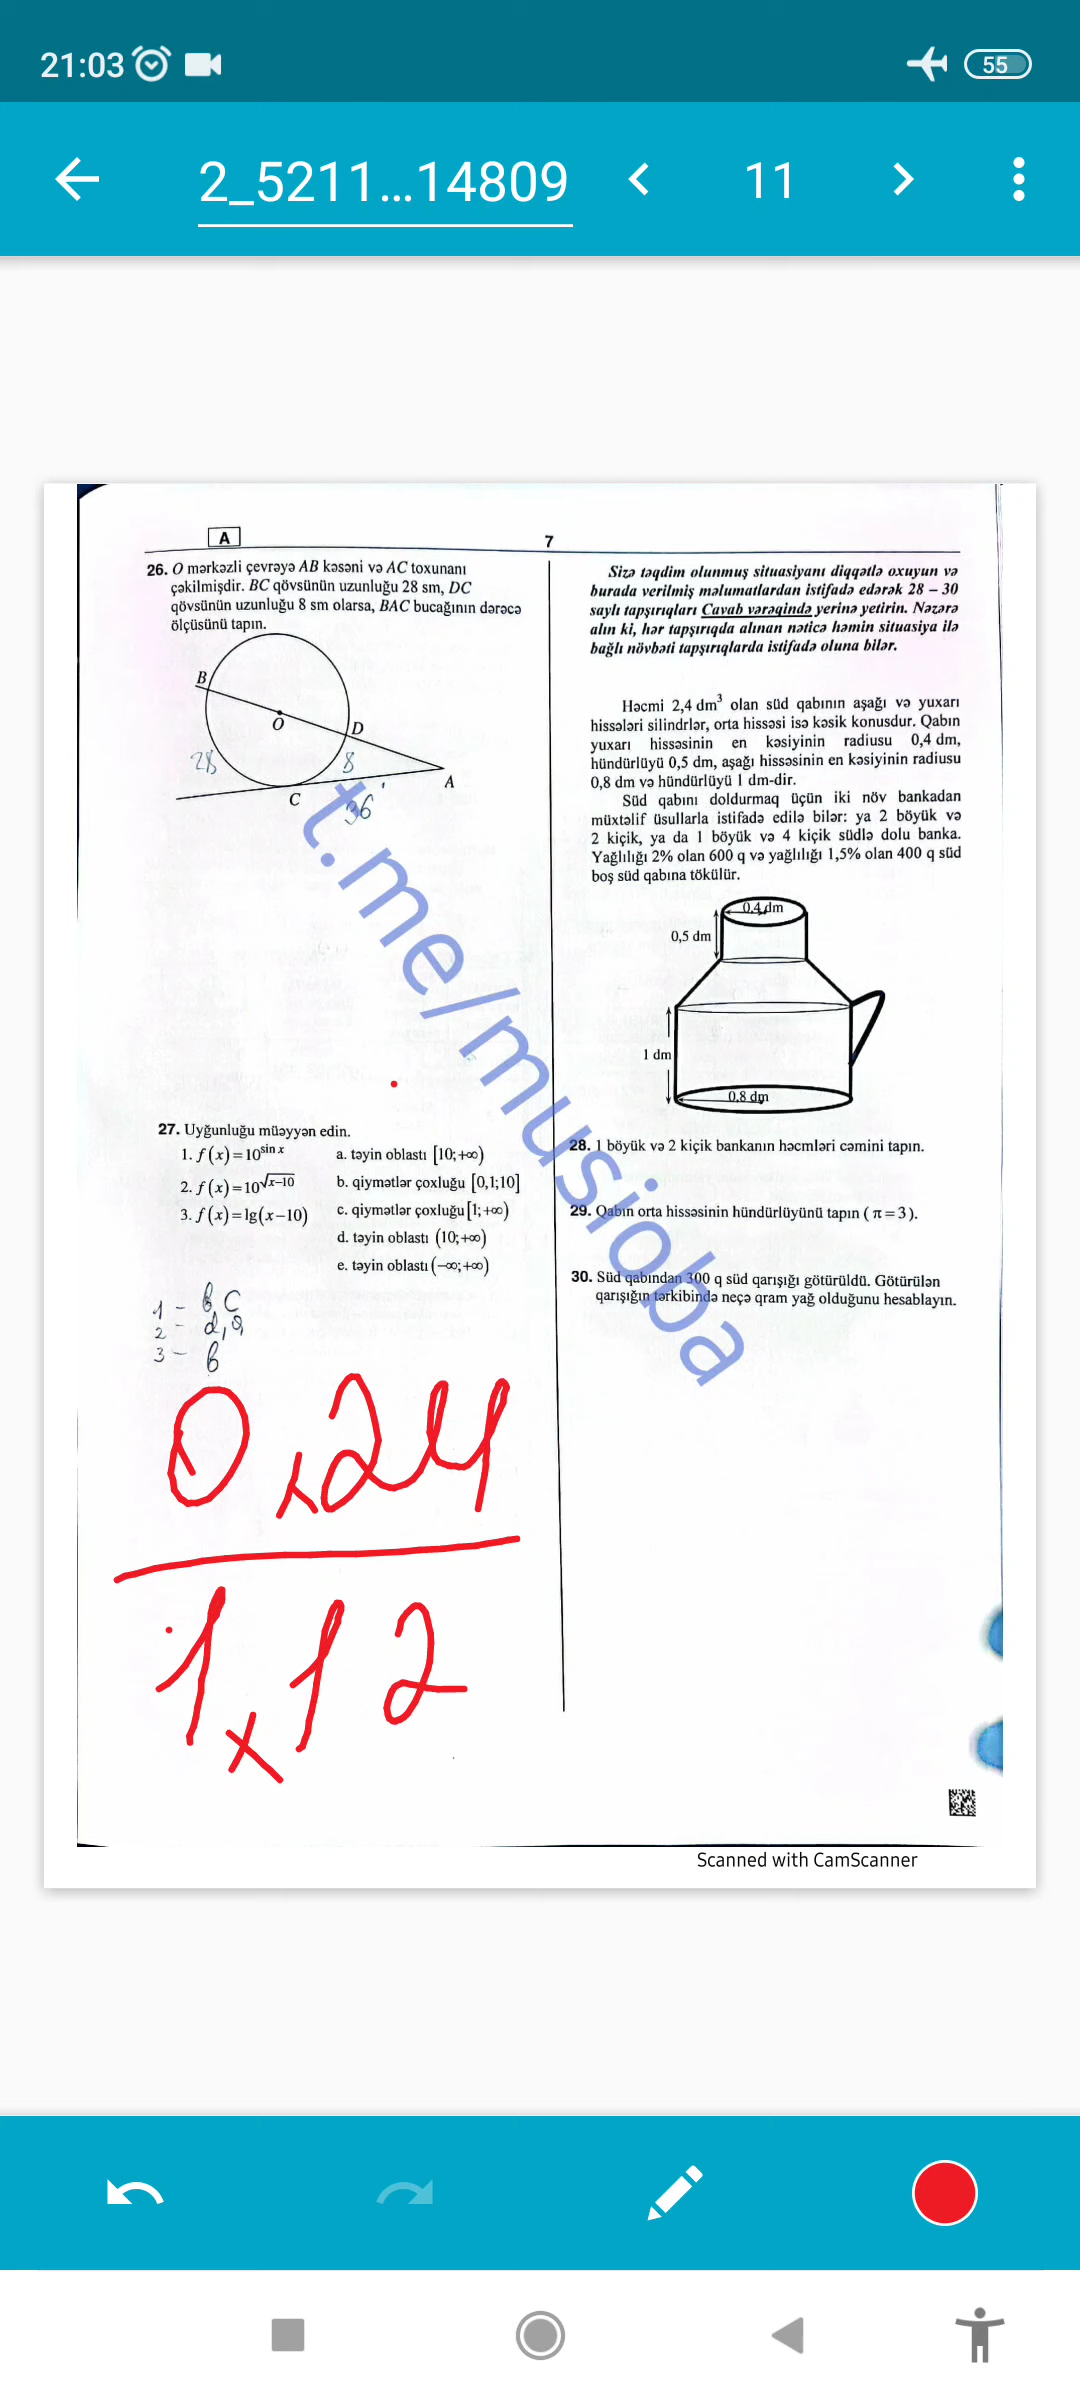 21:03
55
2_5211...14809
11
A
7
26. O mərkəzli çevrəyə AB kəsəni və AC toxunanı
çəkilmişdir. BC qövsünün uzunluğu 28 sm, DC
qövsünün uzunluğu 8 sm olarsa, BAC bucağının dərəcə
ölçüsünü tapın.
B
O
D
28
8
A
C
36
27. Uyğunluğu müəyyən edin.
1. f(x)=10^sin x
2. f(x)=10^√x−10
3. f(x)=lg(x−10)
a. təyin oblastı [10;+∞)
b. qiymətlər çoxluğu [0,1;10]
c. qiymətlər çoxluğu [1;+∞)
d. təyin oblastı (10;+∞)
e. təyin oblastı (−∞;+∞)
1 - b C
2 - d,a
3 - b
0,24
1,12
Sizə təqdim olunmuş situasiyanı diqqətlə oxuyun və
burada verilmiş məlumatlardan istifadə edərək 28 – 30
saylı tapşırıqları Cavab vərəqində yerinə yetirin. Nəzərə
alın ki, hər tapşırıqda alınan nəticə həmin situasiya ilə
bağlı növbəti tapşırıqlarda istifadə oluna bilər.
Həcmi 2,4 dm³ olan süd qabının aşağı və yuxarı
hissələri silindrlər, orta hissəsi isə kəsik konusdur. Qabın
yuxarı hissəsinin en kəsiyinin radiusu 0,4 dm,
hündürlüyü 0,5 dm, aşağı hissəsinin en kəsiyinin radiusu
0,8 dm və hündürlüyü 1 dm-dir.
Süd qabını doldurmaq üçün iki növ bankadan
müxtəlif üsullarla istifadə edilə bilər: ya 2 böyük və
2 kiçik, ya da 1 böyük və 4 kiçik südlə dolu banka.
Yağlılığı 2% olan 600 q və yağlılığı 1,5% olan 400 q süd
boş süd qabına tökülür.
0,4 dm
0,5 dm
1 dm
0,8 dm
28. 1 böyük və 2 kiçik bankanın həcmləri cəmini tapın.
29. Qabın orta hissəsinin hündürlüyünü tapın ( π=3 ).
30. Süd qabından 300 q süd qarışığı götürüldü. Götürülən
qarışığın tərkibində neçə qram yağ olduğunu hesablayın.
t.me/musioba
Scanned with CamScanner